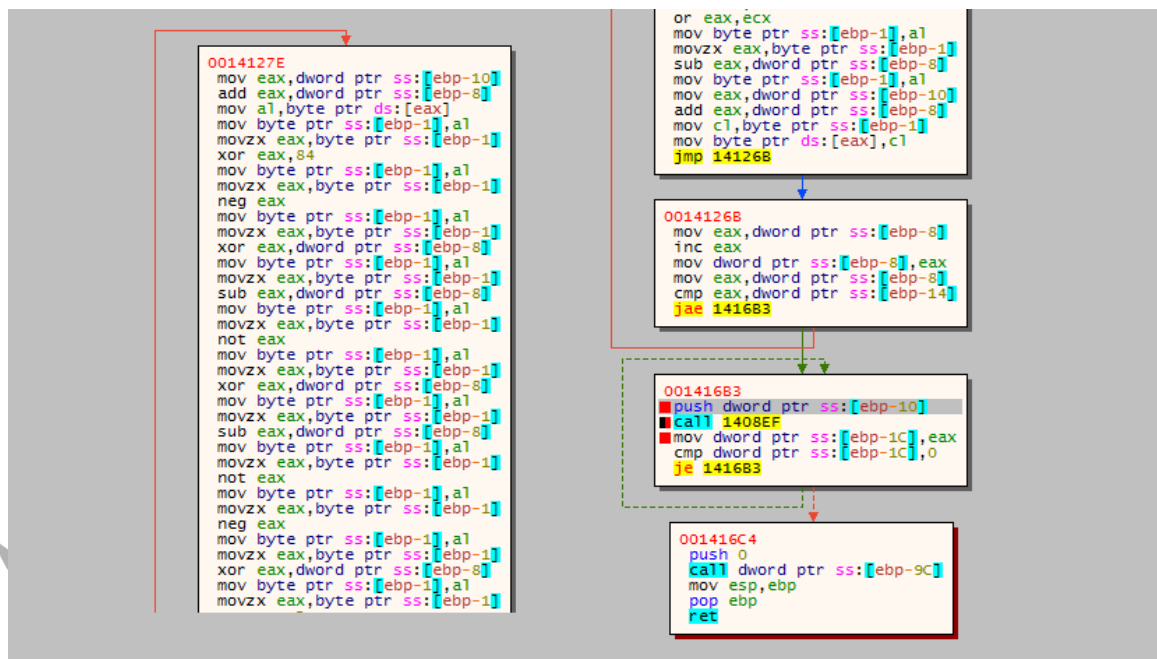 0014127E
mov eax,dword ptr ss:[ebp-10]
add eax,dword ptr ss:[ebp-8]
mov al,byte ptr ds:[eax]
mov byte ptr ss:[ebp-1],al
movzx eax,byte ptr ss:[ebp-1]
xor eax,84
mov byte ptr ss:[ebp-1],al
movzx eax,byte ptr ss:[ebp-1]
neg eax
mov byte ptr ss:[ebp-1],al
movzx eax,byte ptr ss:[ebp-1]
xor eax,dword ptr ss:[ebp-8]
mov byte ptr ss:[ebp-1],al
movzx eax,byte ptr ss:[ebp-1]
sub eax,dword ptr ss:[ebp-8]
mov byte ptr ss:[ebp-1],al
movzx eax,byte ptr ss:[ebp-1]
not eax
mov byte ptr ss:[ebp-1],al
movzx eax,byte ptr ss:[ebp-1]
xor eax,dword ptr ss:[ebp-8]
mov byte ptr ss:[ebp-1],al
movzx eax,byte ptr ss:[ebp-1]
sub eax,dword ptr ss:[ebp-8]
mov byte ptr ss:[ebp-1],al
movzx eax,byte ptr ss:[ebp-1]
not eax
mov byte ptr ss:[ebp-1],al
movzx eax,byte ptr ss:[ebp-1]
neg eax
mov byte ptr ss:[ebp-1],al
movzx eax,byte ptr ss:[ebp-1]
xor eax,dword ptr ss:[ebp-8]
mov byte ptr ss:[ebp-1],al
movzx eax,byte ptr ss:[ebp-1]
or eax,ecx
mov byte ptr ss:[ebp-1],al
movzx eax,byte ptr ss:[ebp-1]
sub eax,dword ptr ss:[ebp-8]
mov byte ptr ss:[ebp-1],al
mov eax,dword ptr ss:[ebp-10]
add eax,dword ptr ss:[ebp-8]
mov cl,byte ptr ss:[ebp-1]
mov byte ptr ds:[eax],cl
jmp 14126B
0014126B
mov eax,dword ptr ss:[ebp-8]
inc eax
mov dword ptr ss:[ebp-8],eax
mov eax,dword ptr ss:[ebp-8]
cmp eax,dword ptr ss:[ebp-14]
jae 1416B3
001416B3
push dword ptr ss:[ebp-10]
call 1408EF
mov dword ptr ss:[ebp-1C],eax
cmp dword ptr ss:[ebp-1C],0
je 1416B3
001416C4
push 0
call dword ptr ss:[ebp-9C]
mov esp,ebp
pop ebp
ret